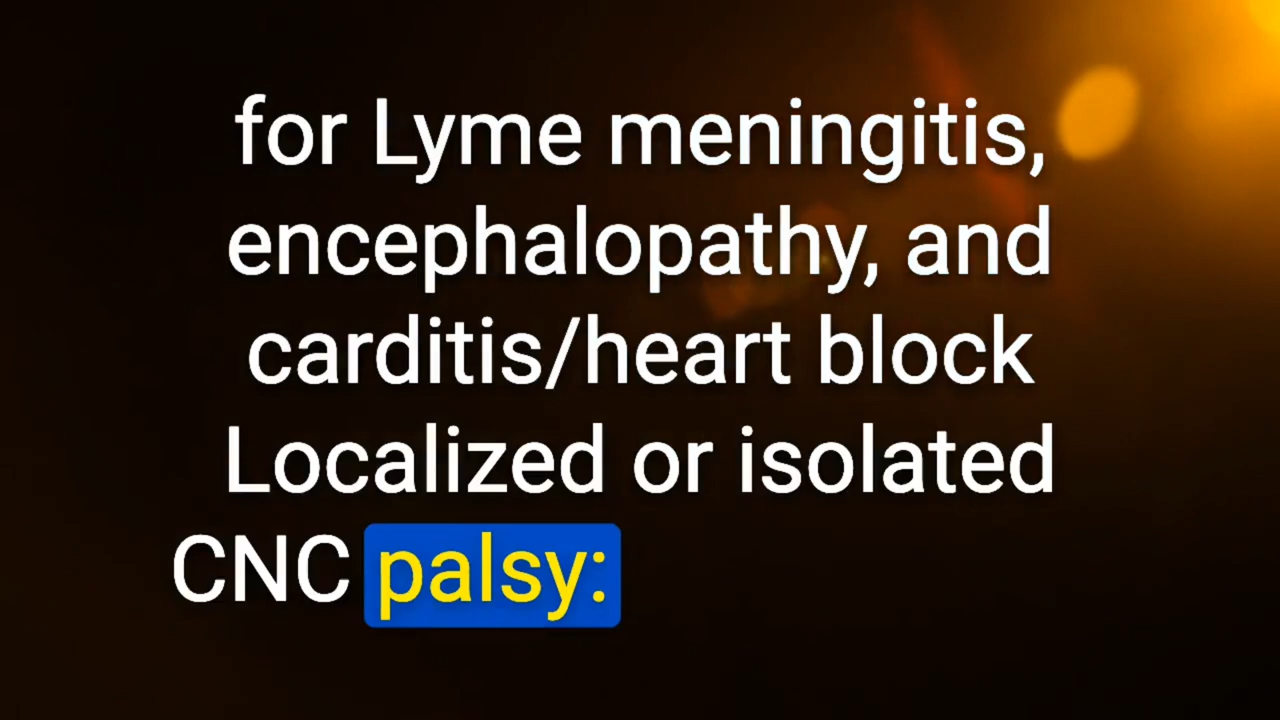 for Lyme meningitis,
encephalopathy, and
carditis/heart block
Localized or isolated
CNC palsy: